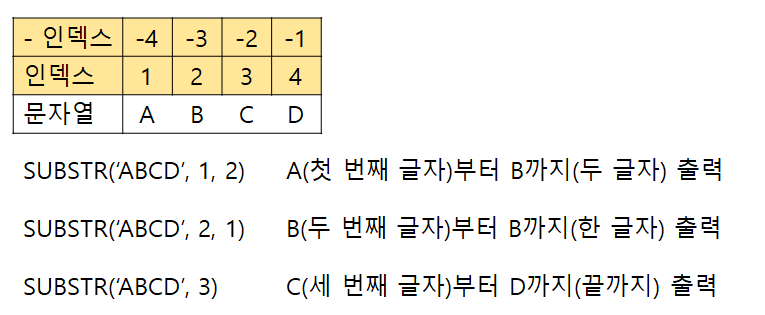 - 인덱스 -4 -3 -2 -1
인덱스 1 2 3 4
문자열 A B C D
SUBSTR(‘ABCD’, 1, 2) A(첫 번째 글자)부터 B까지(두 글자) 출력
SUBSTR(‘ABCD’, 2, 1) B(두 번째 글자)부터 B까지(한 글자) 출력
SUBSTR(‘ABCD’, 3) C(세 번째 글자)부터 D까지(끝까지) 출력